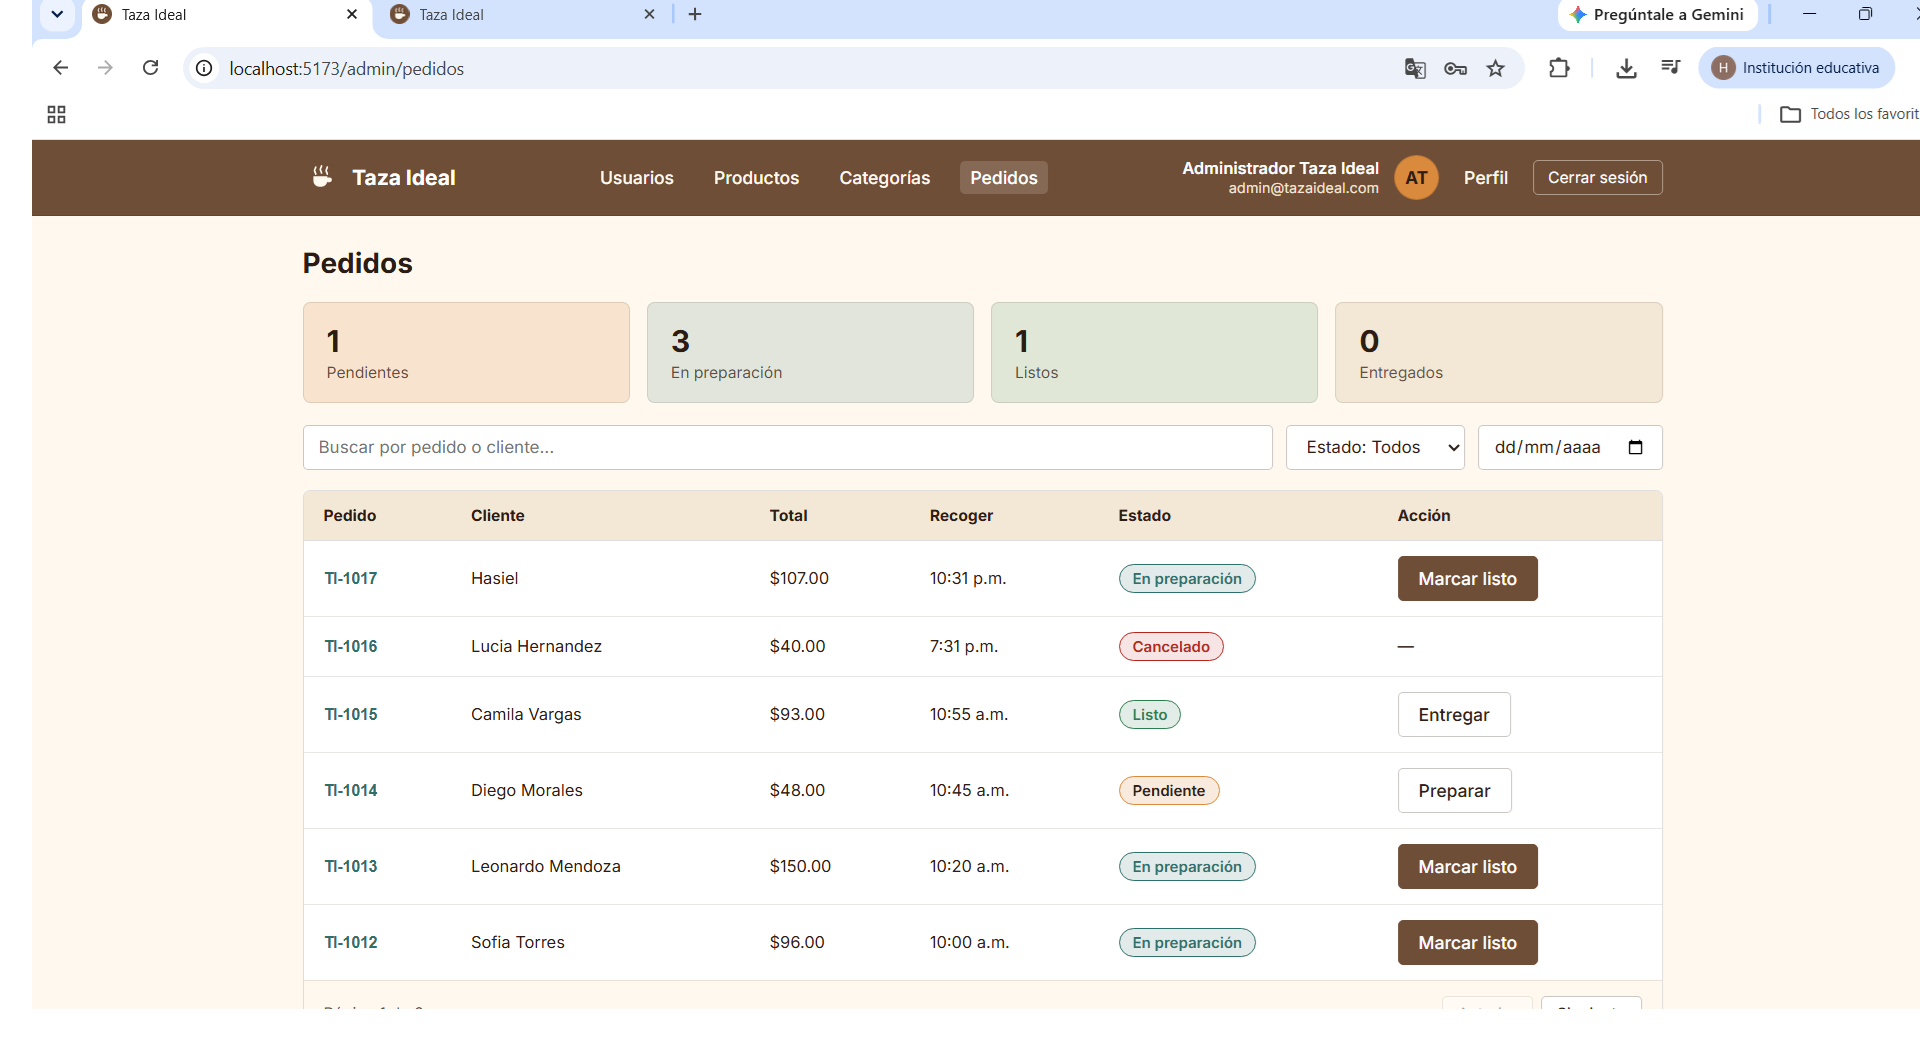 Taza Ideal
Taza Ideal
Pregúntale a Gemini
localhost:5173/admin/pedidos
H Institución educativa
Todos los favorit
Taza Ideal Usuarios Productos Categorías Pedidos Administrador Taza Ideal AT Perfil Cerrar sesión
admin@tazaideal.com
Pedidos
1 3 1 0
Pendientes En preparación Listos Entregados
Buscar por pedido o cliente... Estado: Todos dd/mm/aaaa
Pedido Cliente Total Recoger Estado Acción
TI-1017 Hasiel $107.00 10:31 p.m. En preparación Marcar listo
TI-1016 Lucia Hernandez $40.00 7:31 p.m. Cancelado —
TI-1015 Camila Vargas $93.00 10:55 a.m. Listo Entregar
TI-1014 Diego Morales $48.00 10:45 a.m. Pendiente Preparar
TI-1013 Leonardo Mendoza $150.00 10:20 a.m. En preparación Marcar listo
TI-1012 Sofia Torres $96.00 10:00 a.m. En preparación Marcar listo